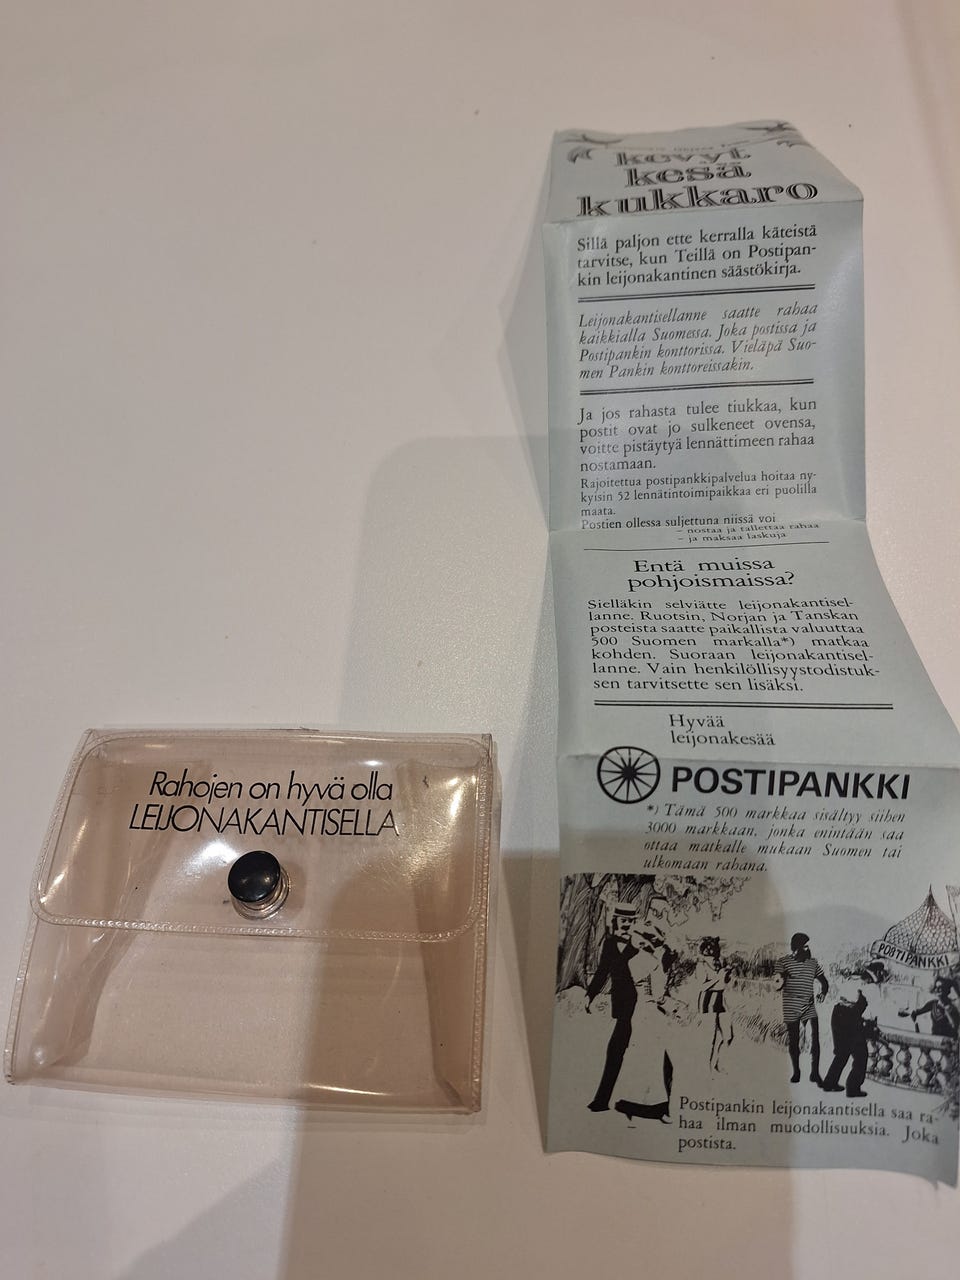 Rahojen on hyvä olla
LEIJONAKANTISELLA
kevyt
kesä
kukkaro
Sillä paljon ette kerralla käteistä
tarvitse, kun Teillä on Postipan-
kin leijonakantinen säästökirja.
Leijonakantisellanne saatte rahaa
kaikkialla Suomessa. Joka postissa ja
Postipankin konttorissa. Vieläpä Suo-
men Pankin konttoreissakin.
Ja jos rahasta tulee tiukkaa, kun
postit ovat jo sulkeneet ovensa,
voitte pistäytyä lennättimeen rahaa
nostamaan.
Rajoitettua postipankkipalvelua hoitaa ny-
kyisin 52 lennätintoimipaikkaa eri puolilla
maata.
Postien ollessa suljettuna niissä voi
– nostaa ja tallettaa rahaa
– ja maksaa laskuja
Entä muissa
pohjoismaissa?
Sielläkin selviätte leijonakantisel-
lanne. Ruotsin, Norjan ja Tanskan
posteista saatte paikallista valuuttaa
500 Suomen markalla*) matkaa
kohden. Suoraan leijonakantisel-
lanne. Vain henkilöllisyystodistuk-
sen tarvitsette sen lisäksi.
Hyvää
leijonakesää
POSTIPANKKI
*) Tämä 500 markkaa sisältyy siihen
3000 markkaan, jonka enintään saa
ottaa matkalle mukaan Suomen tai
ulkomaan rahana.
POSTIPANKKI
Postipankin leijonakantisella saa ra-
haa ilman muodollisuuksia. Joka
postista.